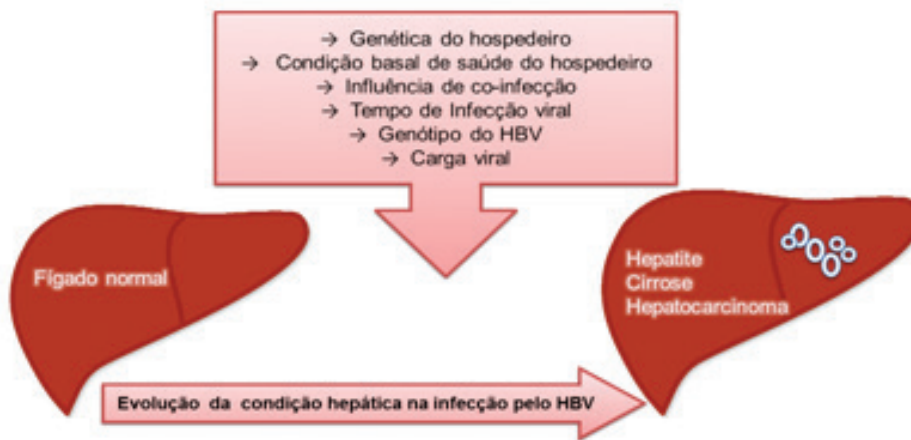 → Genética do hospedeiro
→ Condição basal de saúde do hospedeiro
→ Influência de co-infecção
→ Tempo de Infecção viral
→ Genótipo do HBV
→ Carga viral
Fígado normal
Hepatite
Cirrose
Hepatocarcinoma
Evolução da condição hepática na infecção pelo HBV